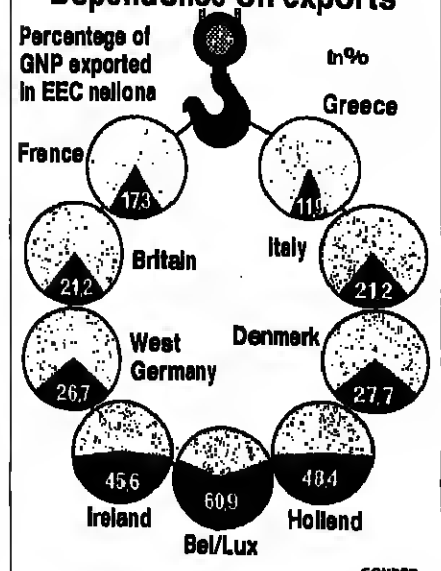 Dependence on exports
Percentage of
GNP exported
in EEC nations
In%
Greece
France
17,3
11,9
Britain
Italy
21,2
21,2
West
Germany
Denmark
26,7
27,7
45,6
60,9
48,4
Ireland
Holland
Bel/Lux